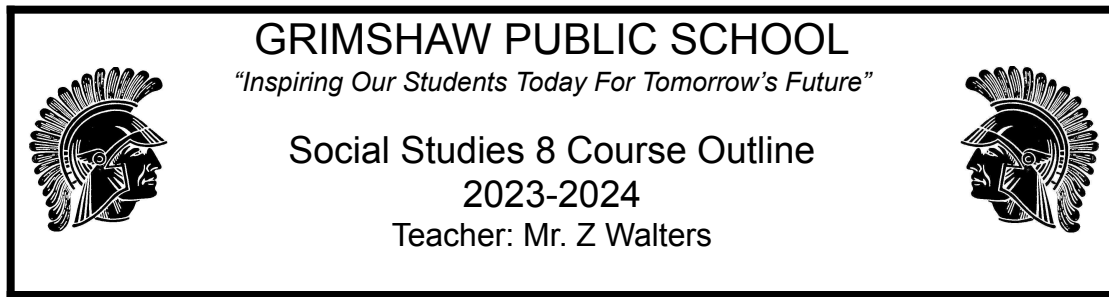 GRIMSHAW PUBLIC SCHOOL
“Inspiring Our Students Today For Tomorrow’s Future”
Social Studies 8 Course Outline
2023-2024
Teacher: Mr. Z Walters